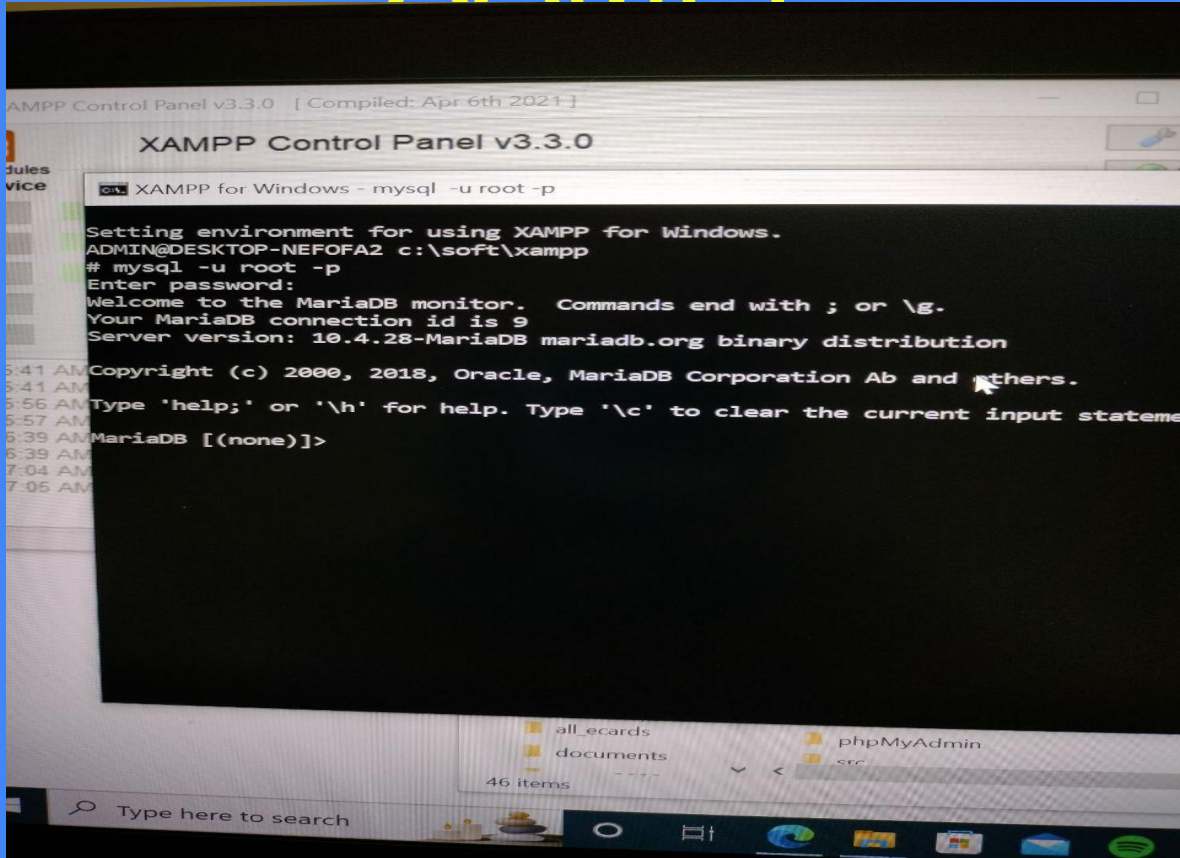 AMPP Control Panel v3.3.0 [ Compiled: Apr 6th 2021 ]
XAMPP Control Panel v3.3.0
dules
vice
XAMPP for Windows - mysql -u root -p
Setting environment for using XAMPP for Windows.
ADMIN@DESKTOP-NEFOFA2 c:\soft\xampp
# mysql -u root -p
Enter password:
Welcome to the MariaDB monitor.  Commands end with ; or \g.
Your MariaDB connection id is 9
Server version: 10.4.28-MariaDB mariadb.org binary distribution
5:41 AM
Copyright (c) 2000, 2018, Oracle, MariaDB Corporation Ab and others.
5:41 AM
5:56 AM
Type 'help;' or '\h' for help. Type '\c' to clear the current input stateme
5:57 AM
6:39 AM
MariaDB [(none)]>
6:39 AM
7:04 AM
7:05 AM
all_ecards
phpMyAdmin
documents
src
46 items
Type here to search